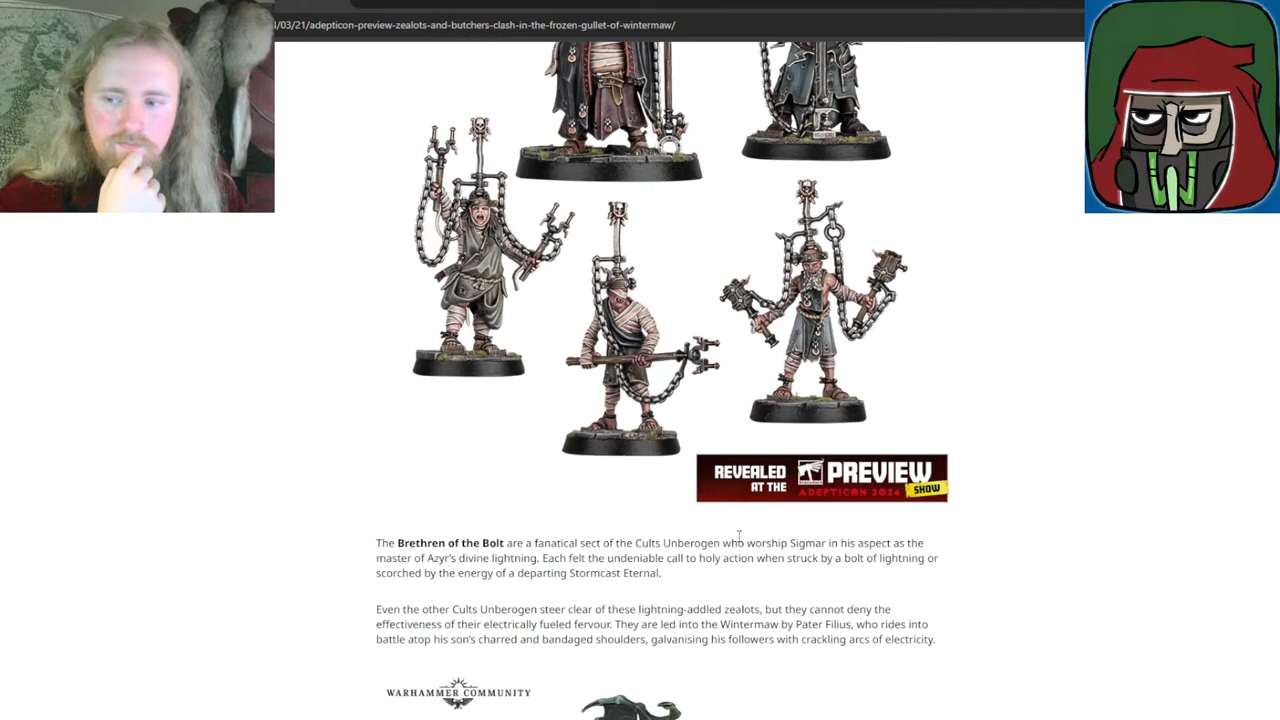 4/03/21/adepticon-preview-zealots-and-butchers-clash-in-the-frozen-gullet-of-wintermaw/
REVEALED
AT THE
PREVIEW
ADEPTICON 2024
SHOW
The Brethren of the Bolt are a fanatical sect of the Cults Unberogen who worship Sigmar in his aspect as the
master of Azyr's divine lightning. Each felt the undeniable call to holy action when struck by a bolt of lightning or
scorched by the energy of a departing Stormcast Eternal.
Even the other Cults Unberogen steer clear of these lightning-addled zealots, but they cannot deny the
effectiveness of their electrically fueled fervour. They are led into the Wintermaw by Pater Filius, who rides into
battle atop his son's charred and bandaged shoulders, galvanising his followers with crackling arcs of electricity.
WARHAMMER COMMUNITY